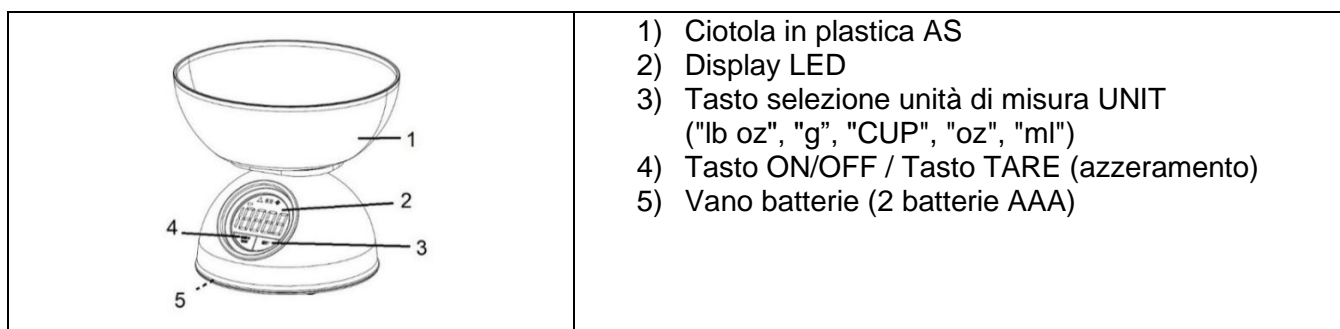 1) Ciotola in plastica AS
2) Display LED
3) Tasto selezione unità di misura UNIT
("lb oz", "g”, "CUP", "oz", "ml")
4) Tasto ON/OFF / Tasto TARE (azzeramento)
5) Vano batterie (2 batterie AAA)
1
2
4
3
5